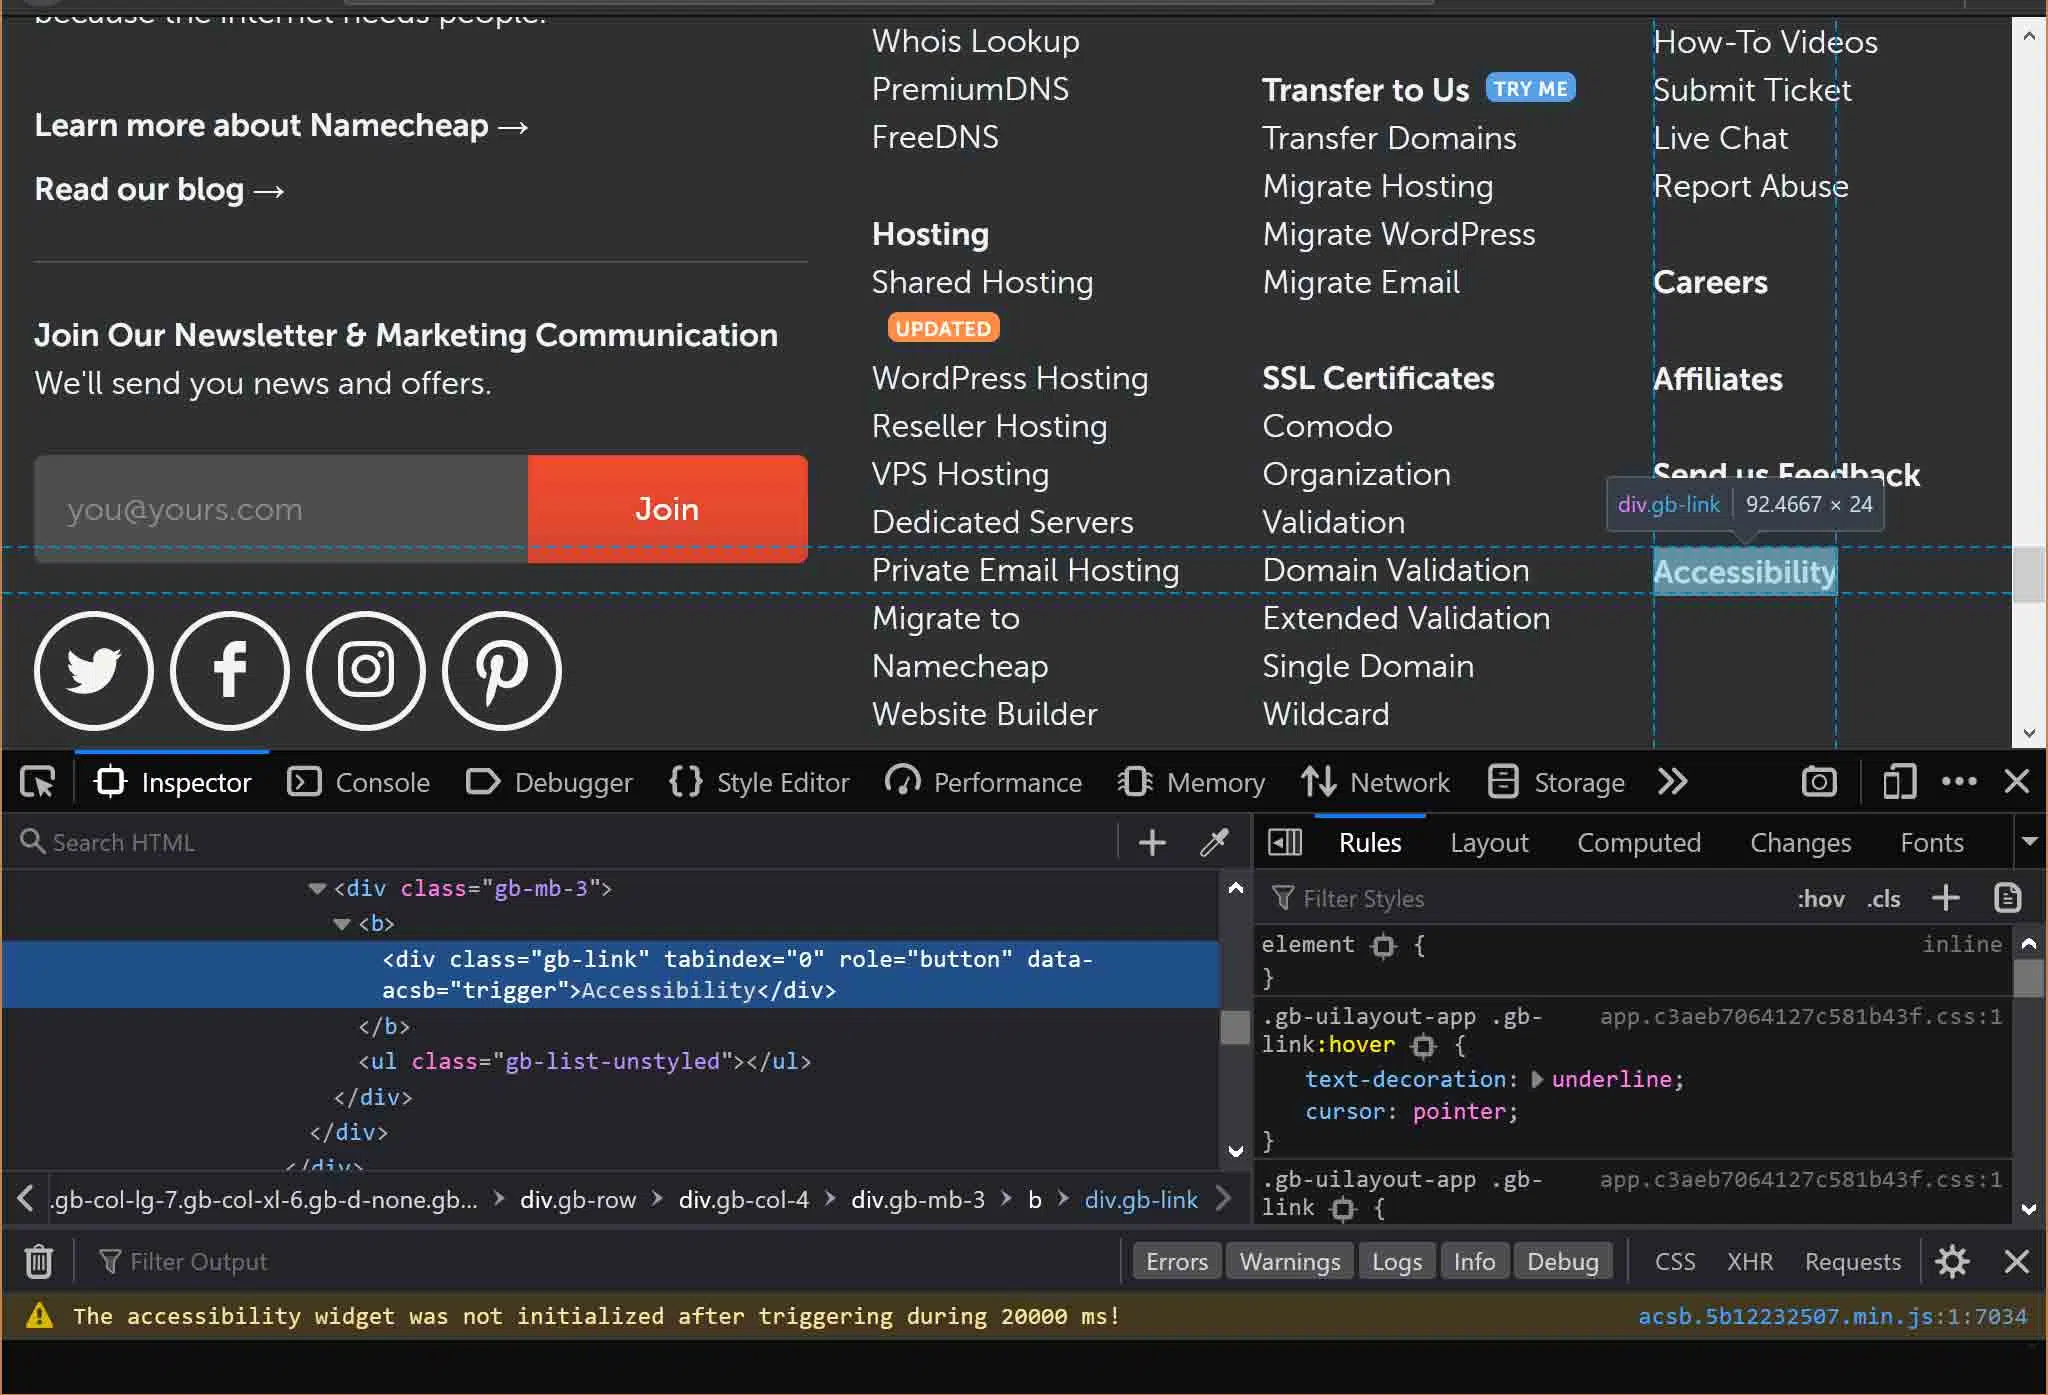 because the internet needs people.
Learn more about Namecheap →
Read our blog →
Join Our Newsletter & Marketing Communication
We'll send you news and offers.
you@yours.com
Join
Whois Lookup
PremiumDNS
FreeDNS
Hosting
Shared Hosting
UPDATED
WordPress Hosting
Reseller Hosting
VPS Hosting
Dedicated Servers
Private Email Hosting
Migrate to
Namecheap
Website Builder
Transfer to Us TRY ME
Transfer Domains
Migrate Hosting
Migrate WordPress
Migrate Email
SSL Certificates
Comodo
Organization
Validation
Domain Validation
Extended Validation
Single Domain
Wildcard
How-To Videos
Submit Ticket
Live Chat
Report Abuse
Careers
Affiliates
Send us Feedback
div.gb-link 92.4667 × 24
Accessibility
Inspector Console Debugger Style Editor Performance Memory Network Storage
Search HTML
<div class="gb-mb-3">
<b>
<div class="gb-link" tabindex="0" role="button" data-
acsb="trigger">Accessibility</div>
</b>
<ul class="gb-list-unstyled"></ul>
</div>
</div>
</div>
.gb-col-lg-7.gb-col-xl-6.gb-d-none.gb... div.gb-row div.gb-col-4 div.gb-mb-3 b div.gb-link
Rules Layout Computed Changes Fonts
Filter Styles :hov .cls
element { inline
}
.gb-uilayout-app .gb- app.c3aeb7064127c581b43f.css:1
link:hover {
text-decoration: underline;
cursor: pointer;
}
.gb-uilayout-app .gb- app.c3aeb7064127c581b43f.css:1
link {
Filter Output Errors Warnings Logs Info Debug CSS XHR Requests
The accessibility widget was not initialized after triggering during 20000 ms! acsb.5b12232507.min.js:1:7034